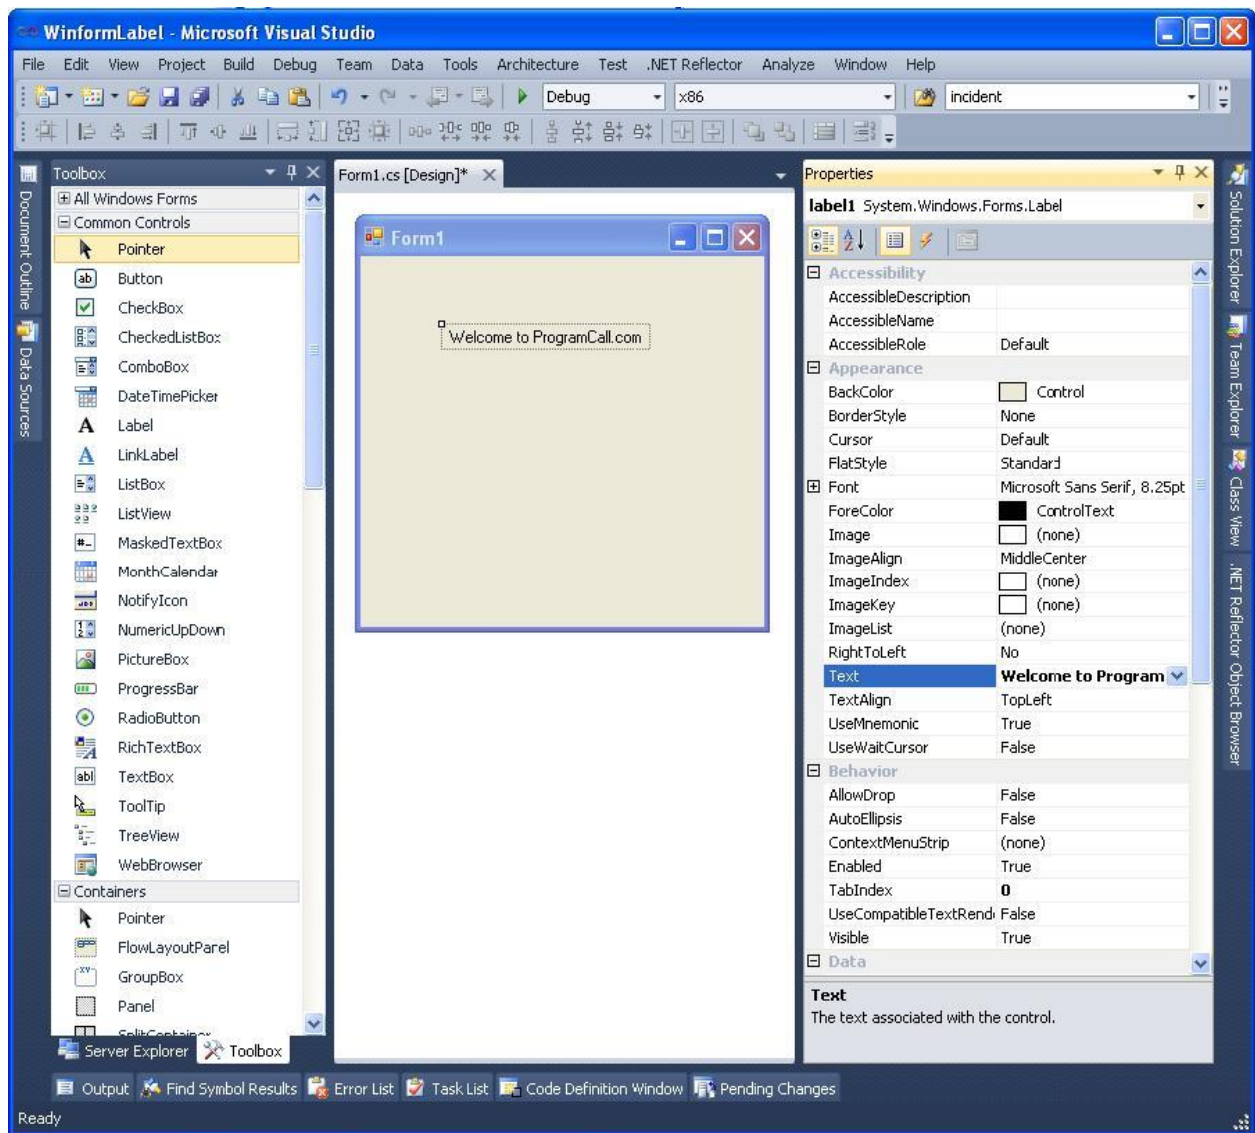 WinformLabel - Microsoft Visual Studio
File Edit View Project Build Debug Team Data Tools Architecture Test .NET Reflector Analyze Window Help
Debug x86 incident
Document Outline
Data Sources
Toolbox
All Windows Forms
Common Controls
Pointer
Button
CheckBox
CheckedListBox
ComboBox
DateTimePicker
Label
LinkLabel
ListBox
ListView
MaskedTextBox
MonthCalendar
NotifyIcon
NumericUpDown
PictureBox
ProgressBar
RadioButton
RichTextBox
TextBox
ToolTip
TreeView
WebBrowser
Containers
Pointer
FlowLayoutPanel
GroupBox
Panel
SplitContainer
Server Explorer Toolbox
Form1.cs [Design]*
Form1
Welcome to ProgramCall.com
Properties
label1 System.Windows.Forms.Label
Accessibility
AccessibleDescription
AccessibleName
AccessibleRole Default
Appearance
BackColor Control
BorderStyle None
Cursor Default
FlatStyle Standard
Font Microsoft Sans Serif, 8.25pt
ForeColor ControlText
Image (none)
ImageAlign MiddleCenter
ImageIndex (none)
ImageKey (none)
ImageList (none)
RightToLeft No
Text Welcome to Program
TextAlign TopLeft
UseMnemonic True
UseWaitCursor False
Behavior
AllowDrop False
AutoEllipsis False
ContextMenuStrip (none)
Enabled True
TabIndex 0
UseCompatibleTextRend False
Visible True
Data
Text
The text associated with the control.
Solution Explorer
Team Explorer
Class View
.NET Reflector Object Browser
Output Find Symbol Results Error List Task List Code Definition Window Pending Changes
Ready